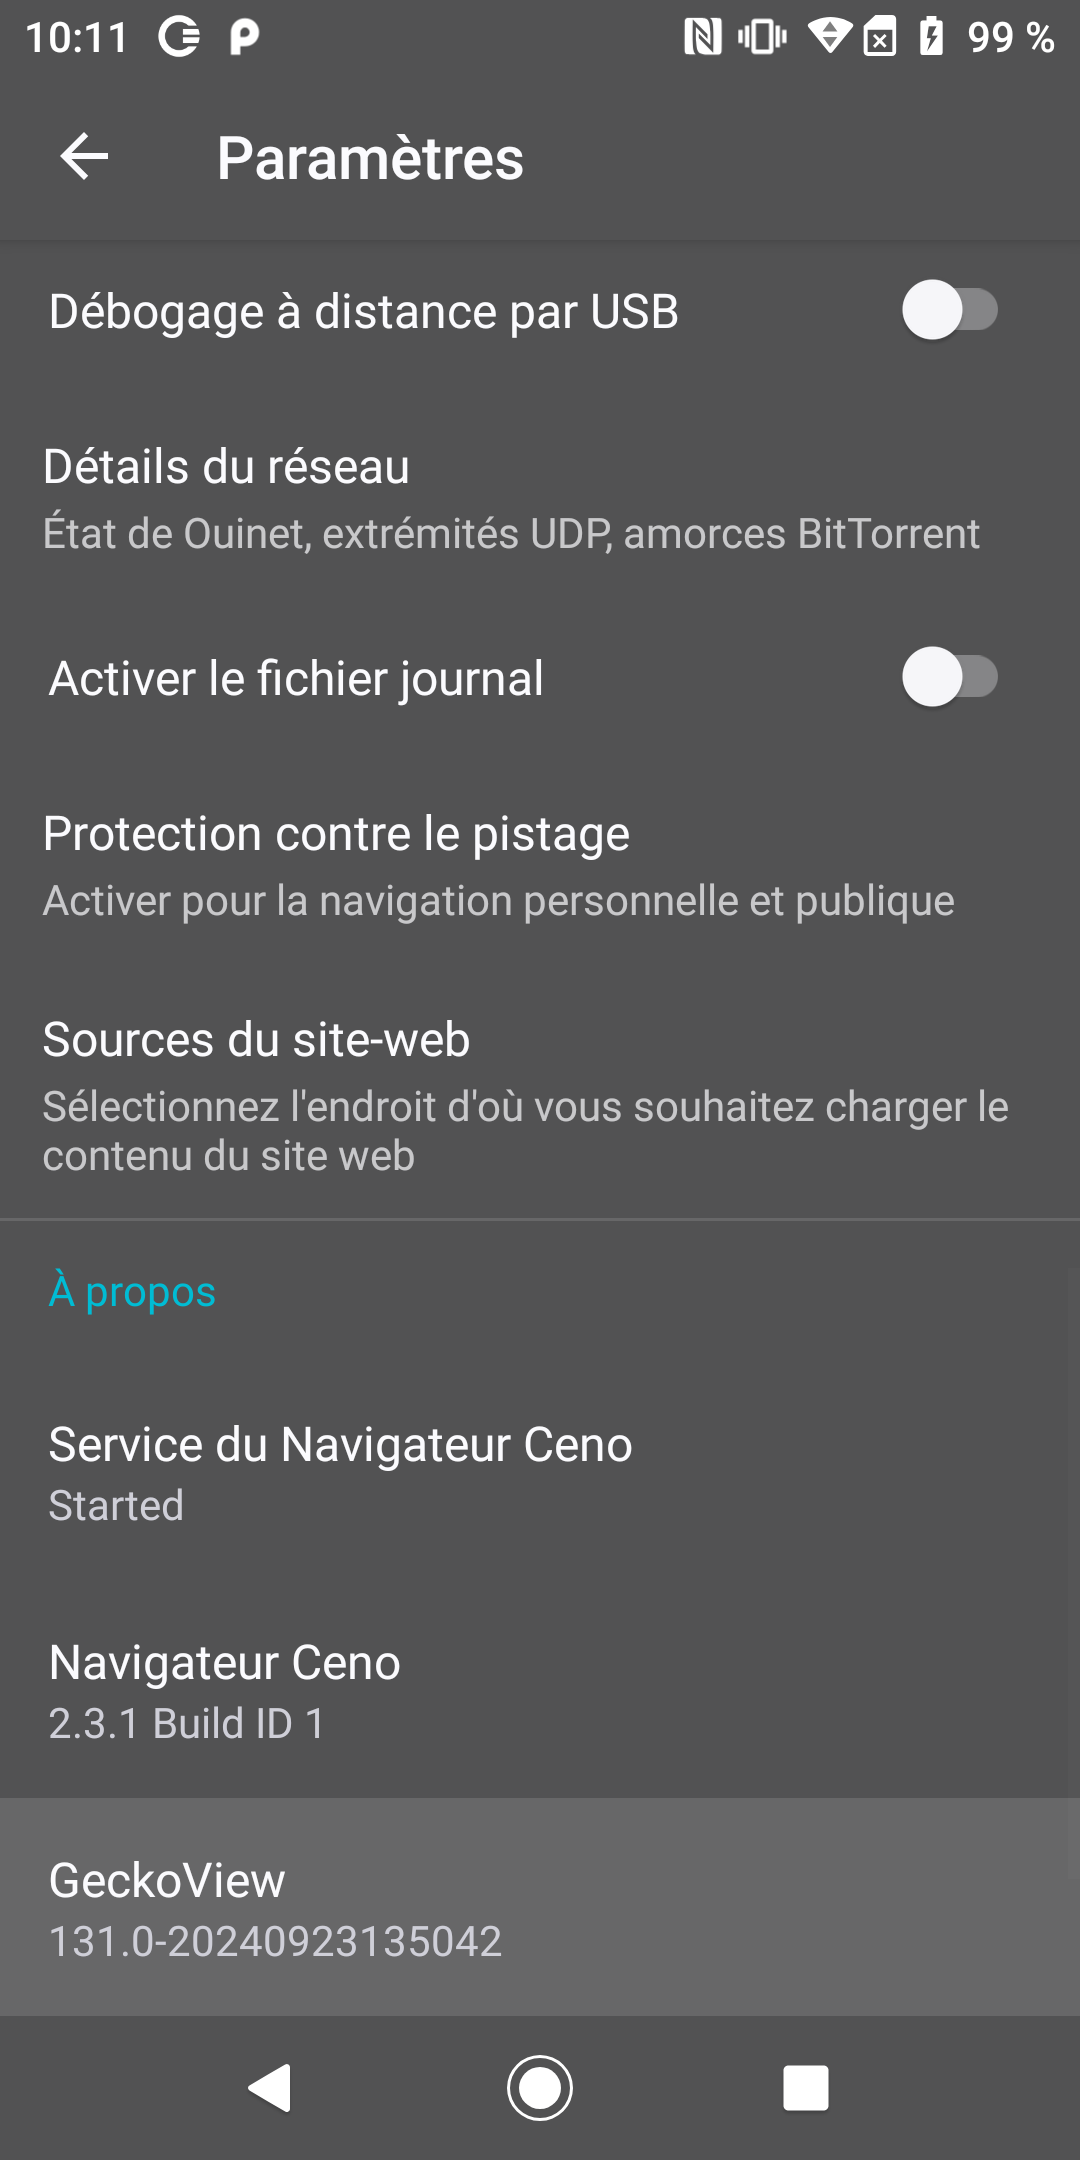 10:11 99 %
Paramètres
Débogage à distance par USB
Détails du réseau
État de Ouinet, extrémités UDP, amorces BitTorrent
Activer le fichier journal
Protection contre le pistage
Activer pour la navigation personnelle et publique
Sources du site-web
Sélectionnez l'endroit d'où vous souhaitez charger le
contenu du site web
À propos
Service du Navigateur Ceno
Started
Navigateur Ceno
2.3.1 Build ID 1
GeckoView
131.0-20240923135042